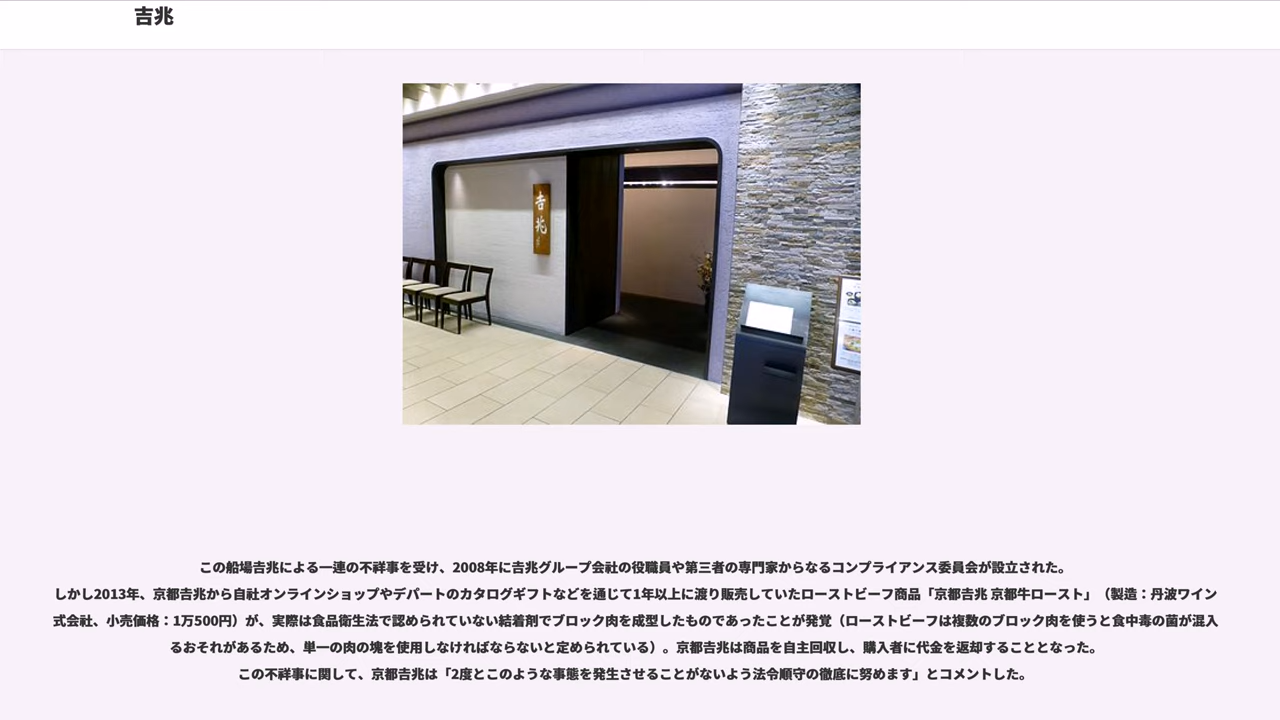 吉兆
𠮷兆
この船場𠮷兆による一連の不祥事を受け、2008年に𠮷兆グループ会社の役職員や第三者の専門家からなるコンプライアンス委員会が設立された。
しかし2013年、京都𠮷兆から自社オンラインショップやデパートのカタログギフトなどを通じて1年以上に渡り販売していたローストビーフ商品「京都𠮷兆 京都牛ロースト」（製造：丹波ワイン
式会社、小売価格：1万500円）が、実際は食品衛生法で認められていない結着剤でブロック肉を成型したものであったことが発覚（ローストビーフは複数のブロック肉を使うと食中毒の菌が混入
るおそれがあるため、単一の肉の塊を使用しなければならないと定められている）。京都𠮷兆は商品を自主回収し、購入者に代金を返却することとなった。
この不祥事に関して、京都𠮷兆は「2度とこのような事態を発生させることがないよう法令順守の徹底に努めます」とコメントした。